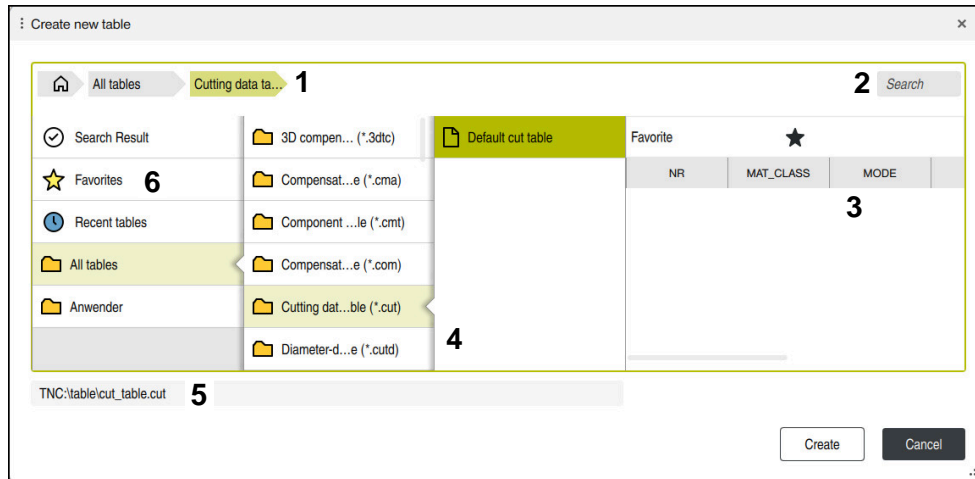 Create new table ×
All tables Cutting data ta... 1 2 Search
Search Result 3D compen... (*.3dtc) Default cut table Favorite
NR MAT_CLASS MODE
Favorites 6 Compensat...e (*.cma) 3
Recent tables Component ...le (*.cmt)
All tables Compensat...e (*.com)
Anwender Cutting dat...ble (*.cut)
4
Diameter-d...e (*.cutd)
TNC:\table\cut_table.cut 5
Create Cancel